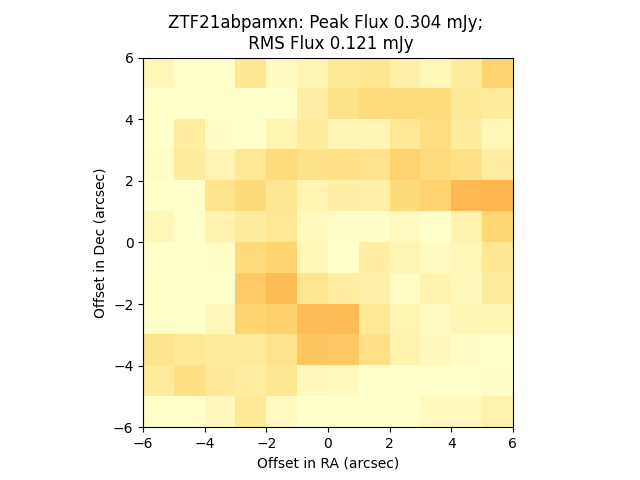 ZTF21abpamxn: Peak Flux 0.304 mJy;
RMS Flux 0.121 mJy
6
4
2
0
−2
−4
−6
Offset in Dec (arcsec)
−6 −4 −2 0 2 4 6
Offset in RA (arcsec)